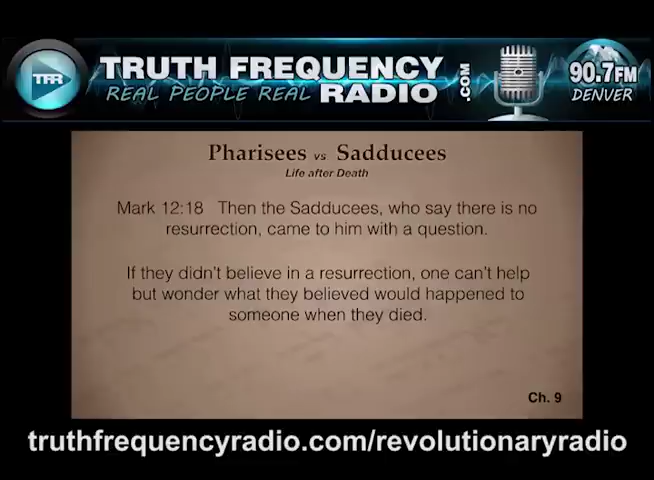 TFR
TRUTH FREQUENCY
REAL PEOPLE REAL RADIO .COM
90.7FM
DENVER
Pharisees vs Sadducees
Life after Death
Mark 12:18 Then the Sadducees, who say there is no
resurrection, came to him with a question.
If they didn't believe in a resurrection, one can't help
but wonder what they believed would happened to
someone when they died.
Ch. 9
truthfrequencyradio.com/revolutionaryradio